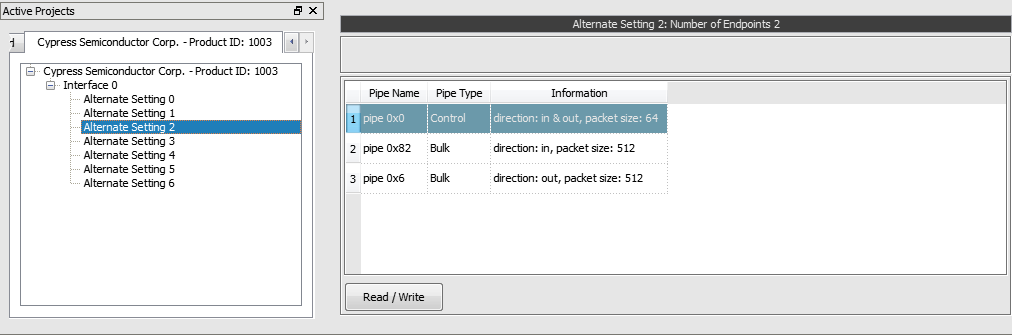 Active Projects
Cypress Semiconductor Corp. - Product ID: 1003
Cypress Semiconductor Corp. - Product ID: 1003
Interface 0
Alternate Setting 0
Alternate Setting 1
Alternate Setting 2
Alternate Setting 3
Alternate Setting 4
Alternate Setting 5
Alternate Setting 6
Alternate Setting 2: Number of Endpoints 2
Pipe Name Pipe Type Information
1 pipe 0x0 Control direction: in & out, packet size: 64
2 pipe 0x82 Bulk direction: in, packet size: 512
3 pipe 0x6 Bulk direction: out, packet size: 512
Read / Write